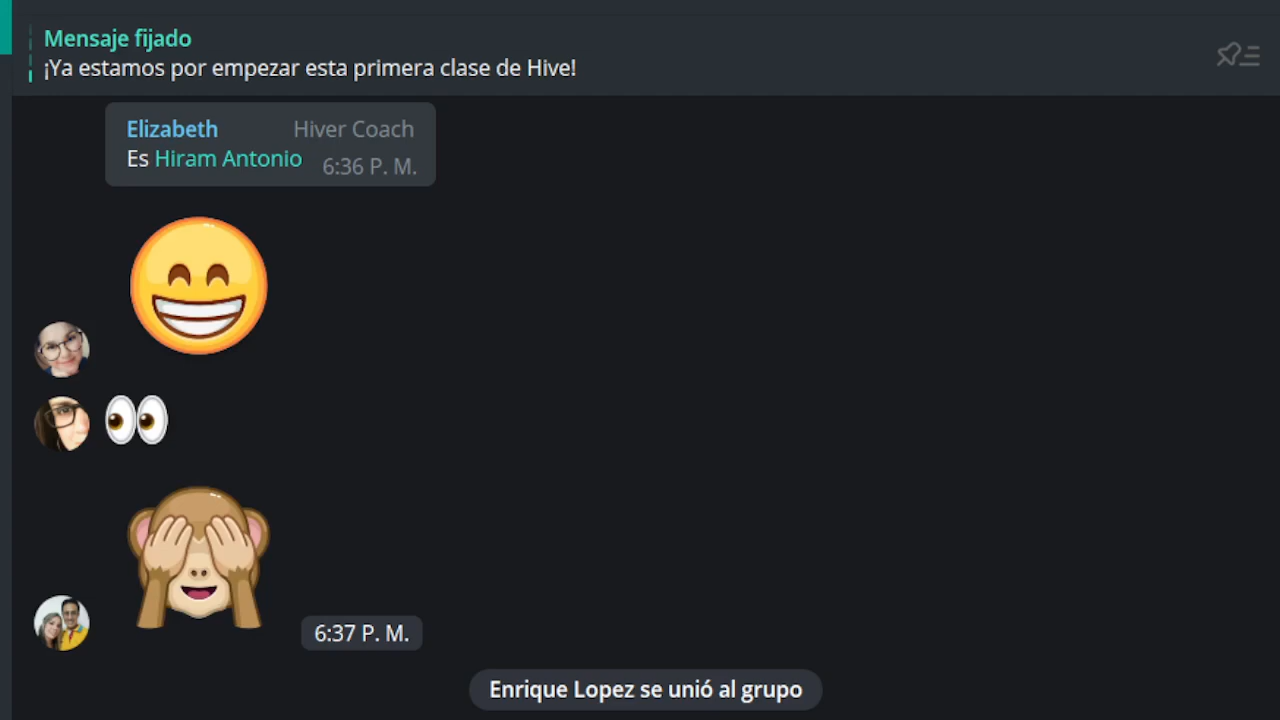 Mensaje fijado
¡Ya estamos por empezar esta primera clase de Hive!
Elizabeth Hiver Coach
Es Hiram Antonio 6:36 P. M.
6:37 P. M.
Enrique Lopez se unió al grupo